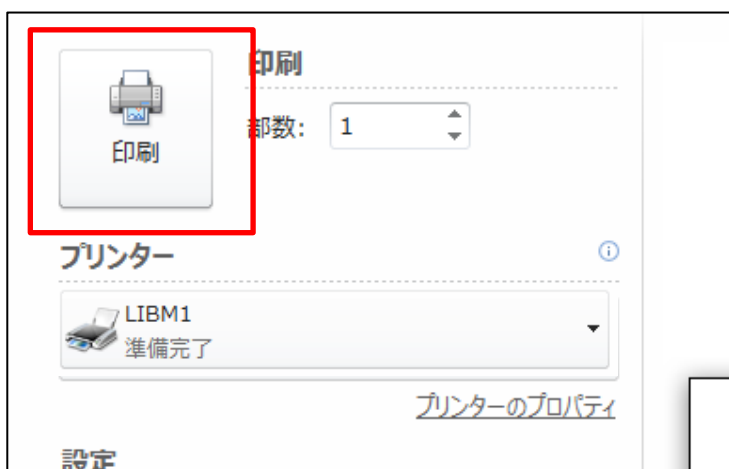 印刷
部数: 1
印刷
プリンター
LIBM1
準備完了
プリンターのプロパティ
設定